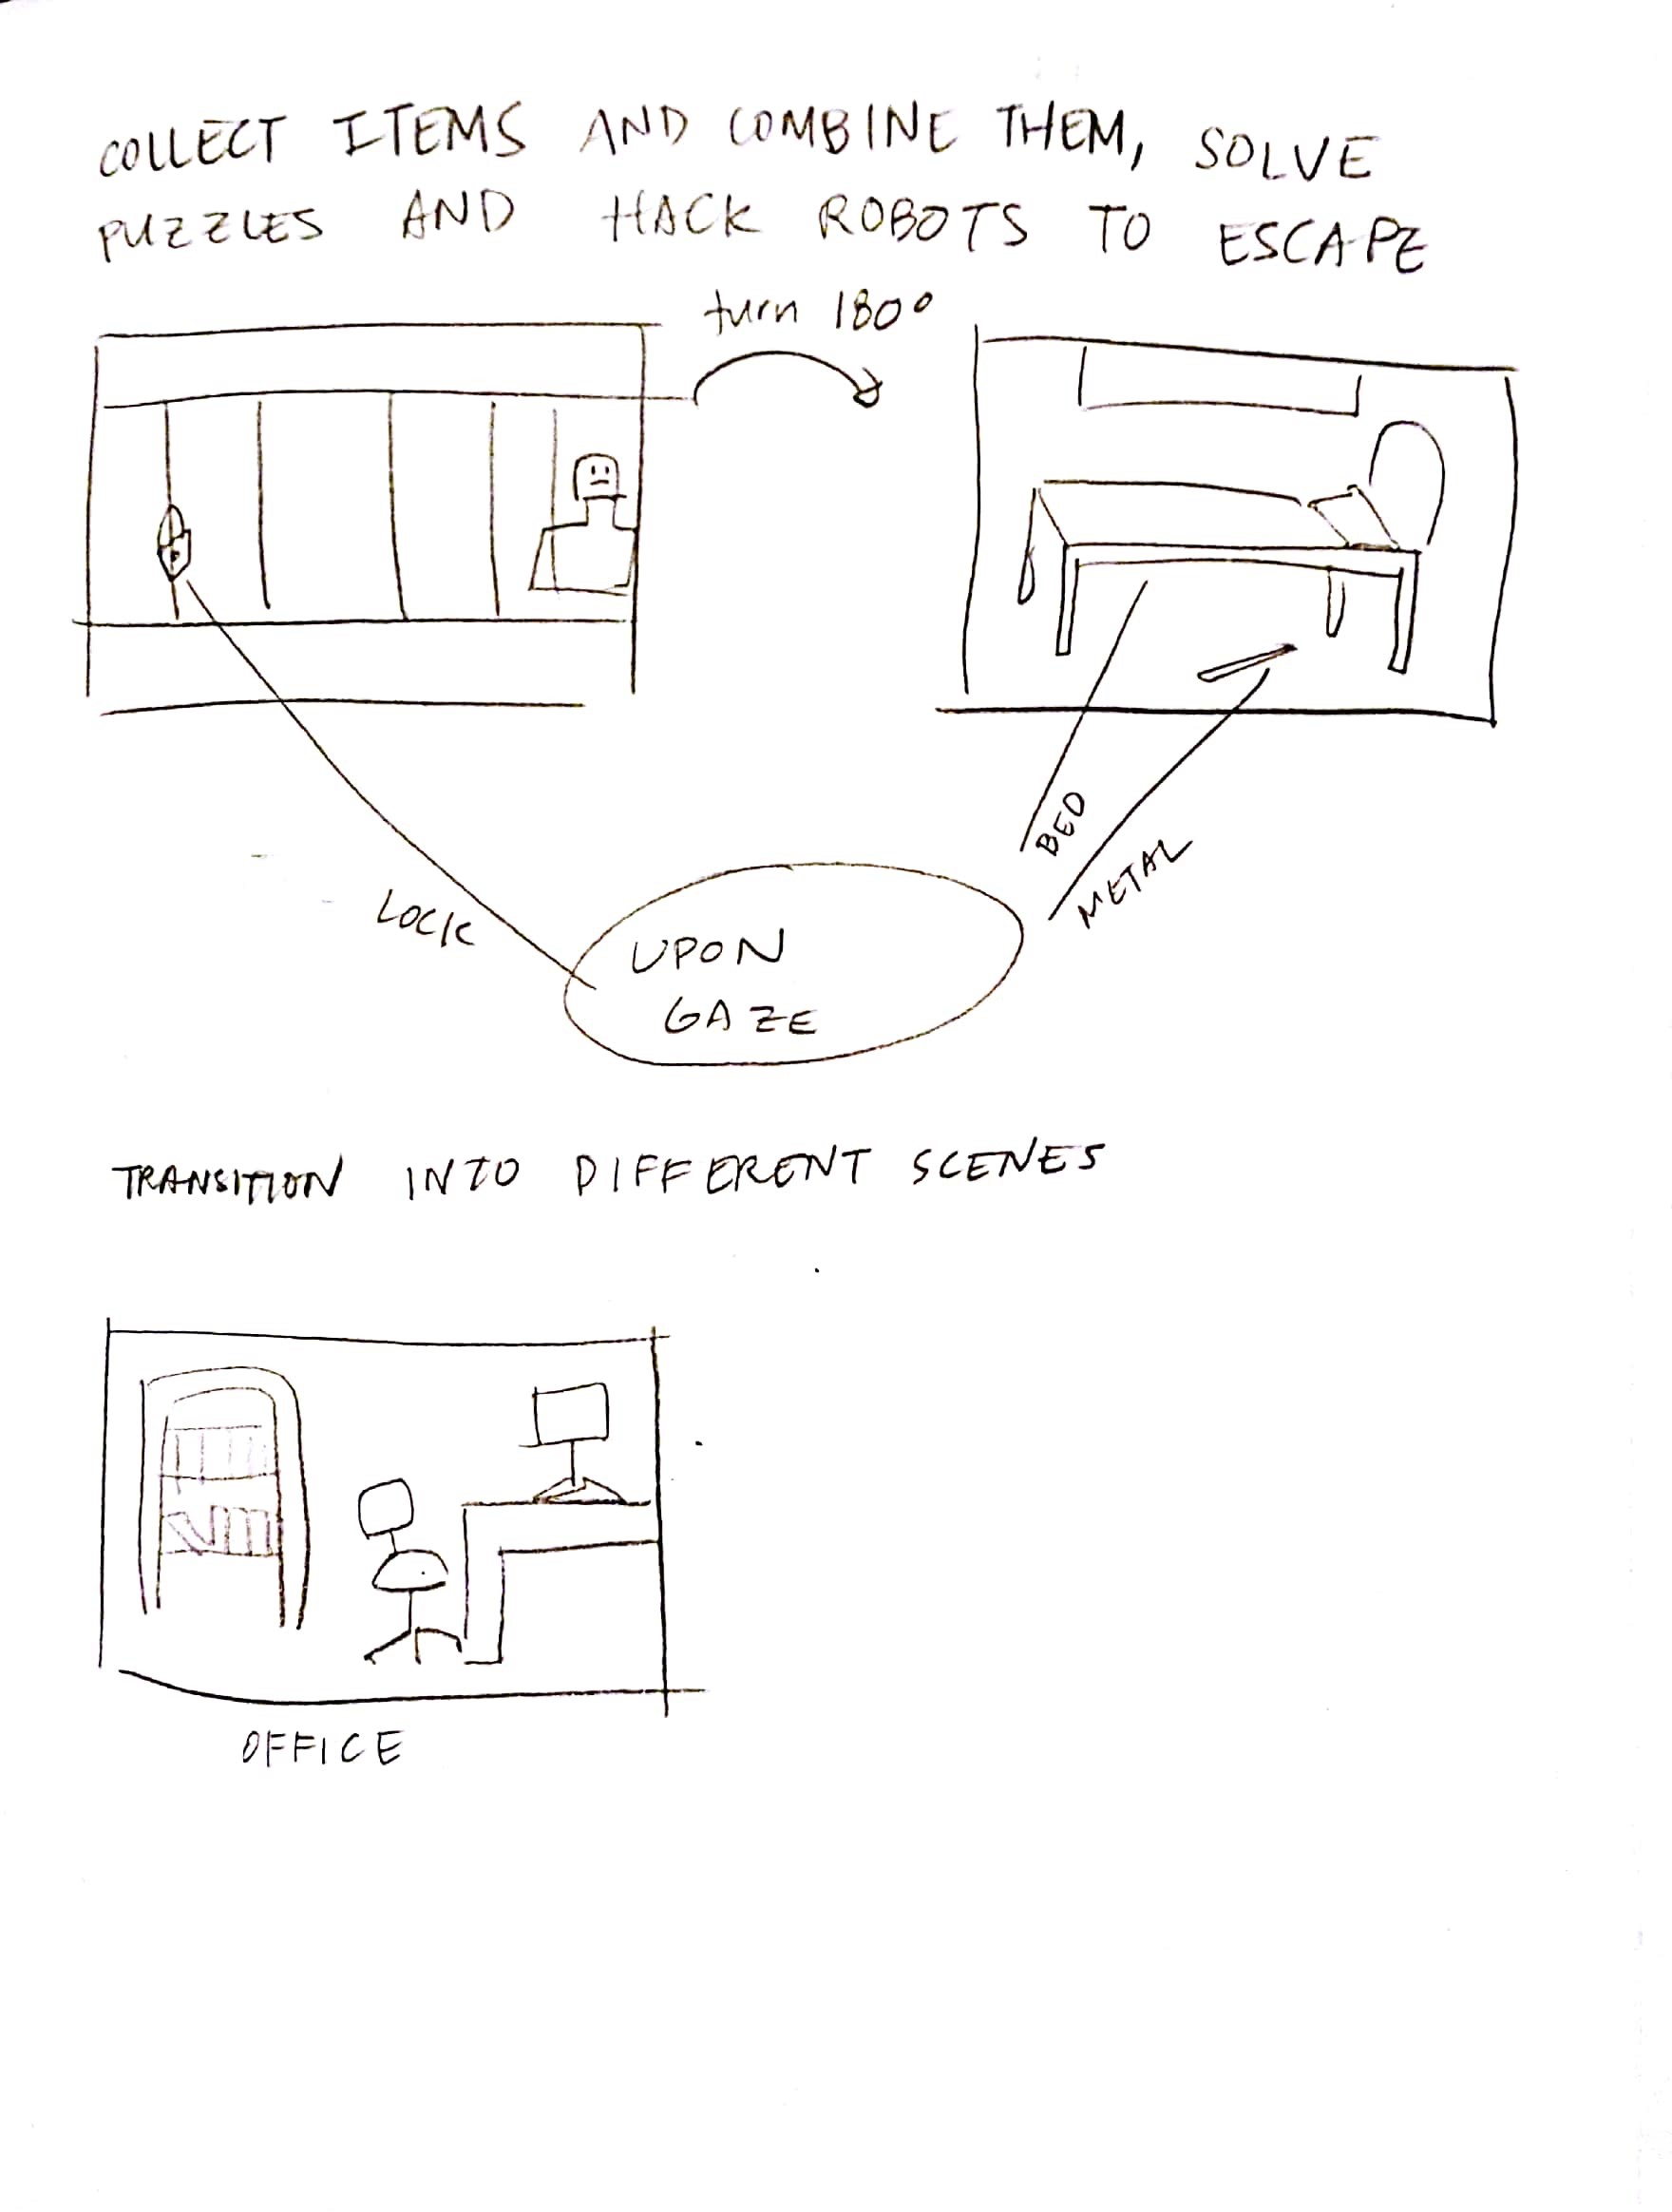 COLLECT ITEMS AND COMBINE THEM, SOLVE
PUZZLES AND HACK ROBOTS TO ESCAPE
turn 180°
BED
METAL
LOCK
UPON
GAZE
TRANSITION INTO DIFFERENT SCENES
OFFICE